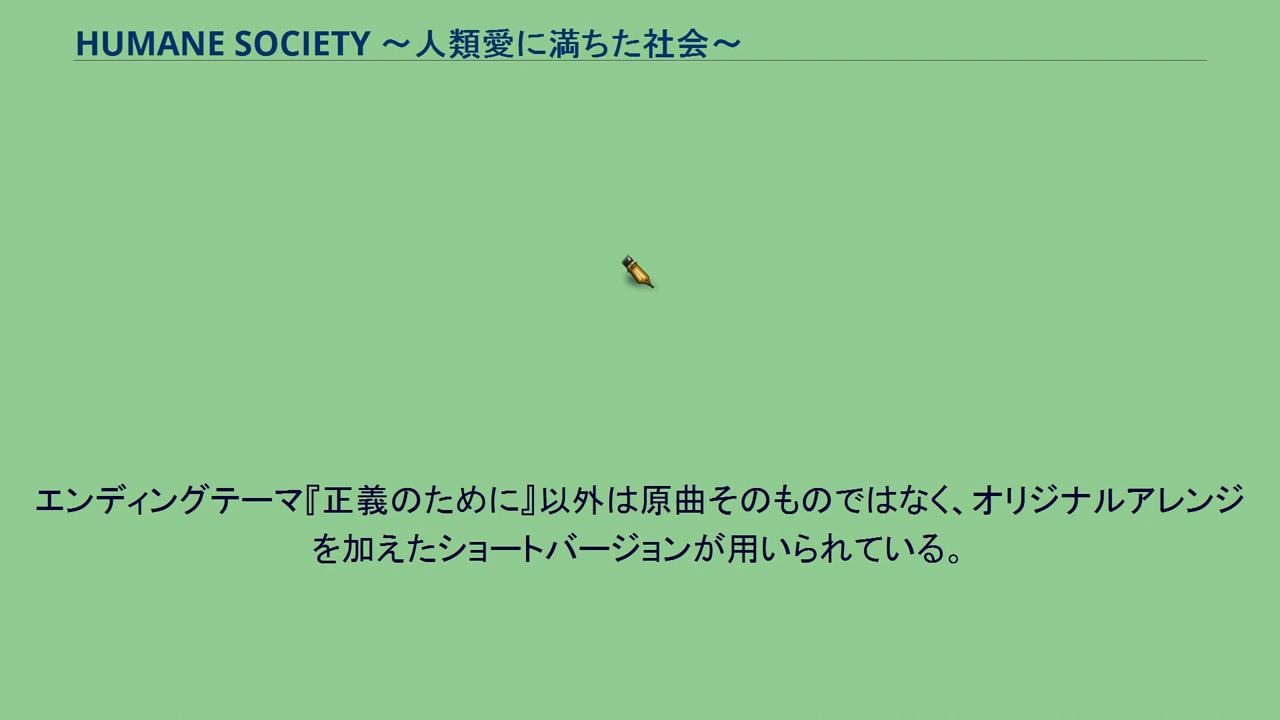 HUMANE SOCIETY ～人類愛に満ちた社会～
エンディングテーマ『正義のために』以外は原曲そのものではなく、オリジナルアレンジ
を加えたショートバージョンが用いられている。